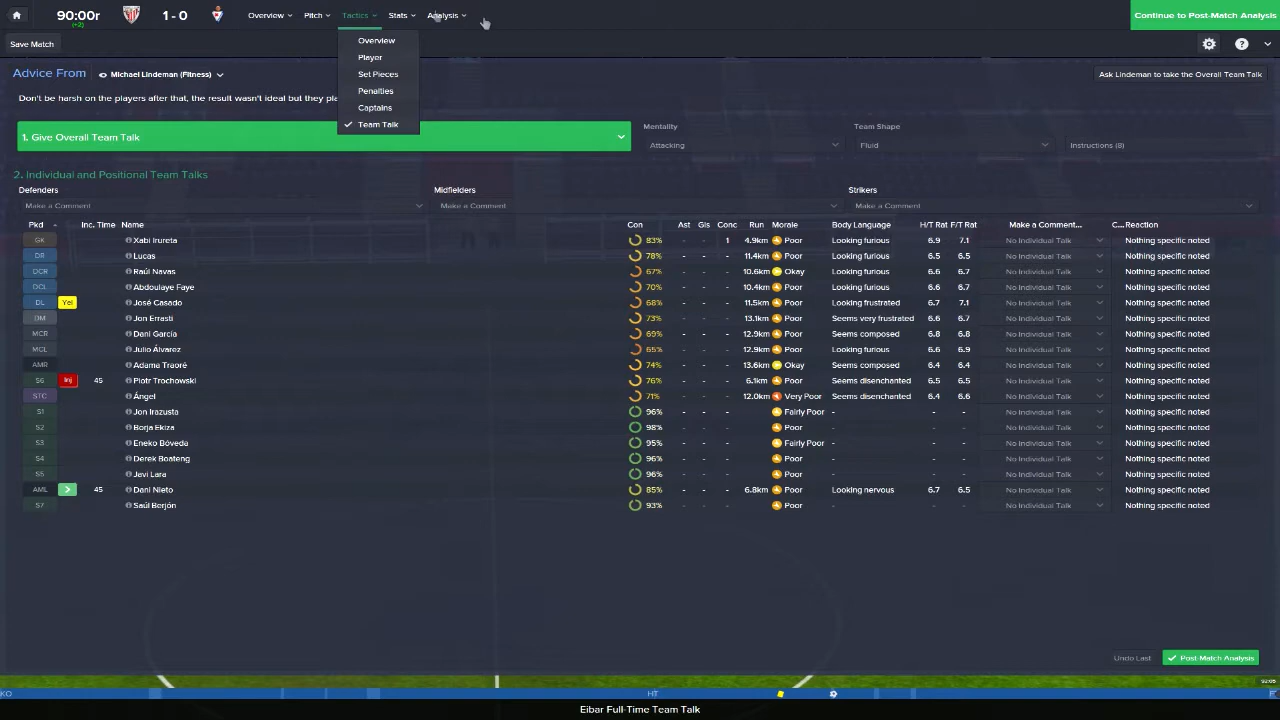 90:00r (+2) 1 - 0 Overview Pitch Tactics Stats Analysis Continue to Post-Match Analysis
Save Match
Overview
Player
Set Pieces
Penalties
Captains
Team Talk
Advice From Michael Lindeman (Fitness) Ask Lindeman to take the Overall Team Talk
Don't be harsh on the players after that, the result wasn't ideal but they pla
1. Give Overall Team Talk
Mentality Team Shape
Attacking Fluid Instructions (8)
2. Individual and Positional Team Talks
Defenders Midfielders Strikers
Make a Comment Make a Comment Make a Comment
Pkd Inc. Time Name Con Ast Gls Conc Run Morale Body Language H/T Rat F/T Rat Make a Comment... C... Reaction
GK Xabi Irureta 83% - - 1 4.9km Poor Looking furious 6.9 7.1 No Individual Talk Nothing specific noted
DR Lucas 78% - - - 11.4km Poor Looking furious 6.5 6.5 No Individual Talk Nothing specific noted
DCR Raúl Navas 67% - - - 10.6km Okay Looking furious 6.6 6.6 No Individual Talk Nothing specific noted
DCL Abdoulaye Faye 70% - - - 10.4km Poor Looking furious 6.6 6.7 No Individual Talk Nothing specific noted
DL Yel José Casado 68% - - - 11.5km Poor Looking frustrated 6.7 7.1 No Individual Talk Nothing specific noted
DM Jon Errasti 73% - - - 13.1km Poor Seems very frustrated 6.6 6.7 No Individual Talk Nothing specific noted
MCR Dani García 69% - - - 12.9km Poor Seems composed 6.8 6.8 No Individual Talk Nothing specific noted
MCL Julio Álvarez 65% - - - 12.9km Poor Looking furious 6.6 6.9 No Individual Talk Nothing specific noted
AMR Adama Traoré 74% - - - 13.6km Okay Seems composed 6.4 6.4 No Individual Talk Nothing specific noted
S6 Inj 45 Piotr Trochowski 76% - - - 6.1km Poor Seems disenchanted 6.5 6.5 No Individual Talk Nothing specific noted
STC Ángel 71% - - - 12.0km Very Poor Seems disenchanted 6.4 6.6 No Individual Talk Nothing specific noted
S1 Jon Irazusta 96% - - - Fairly Poor - - - No Individual Talk Nothing specific noted
S2 Borja Ekiza 98% - - - Poor - - - No Individual Talk Nothing specific noted
S3 Eneko Bóveda 95% - - - Fairly Poor - - - No Individual Talk Nothing specific noted
S4 Derek Boateng 96% - - - Poor - - - No Individual Talk Nothing specific noted
S5 Javi Lara 96% - - - Poor - - - No Individual Talk Nothing specific noted
AML 45 Dani Nieto 85% - - - 6.8km Poor Looking nervous 6.7 6.5 No Individual Talk Nothing specific noted
S7 Saúl Berjón 93% - - - Poor - - - No Individual Talk Nothing specific noted
Undo Last Post-Match Analysis
92:05
KO HT F
Eibar Full-Time Team Talk